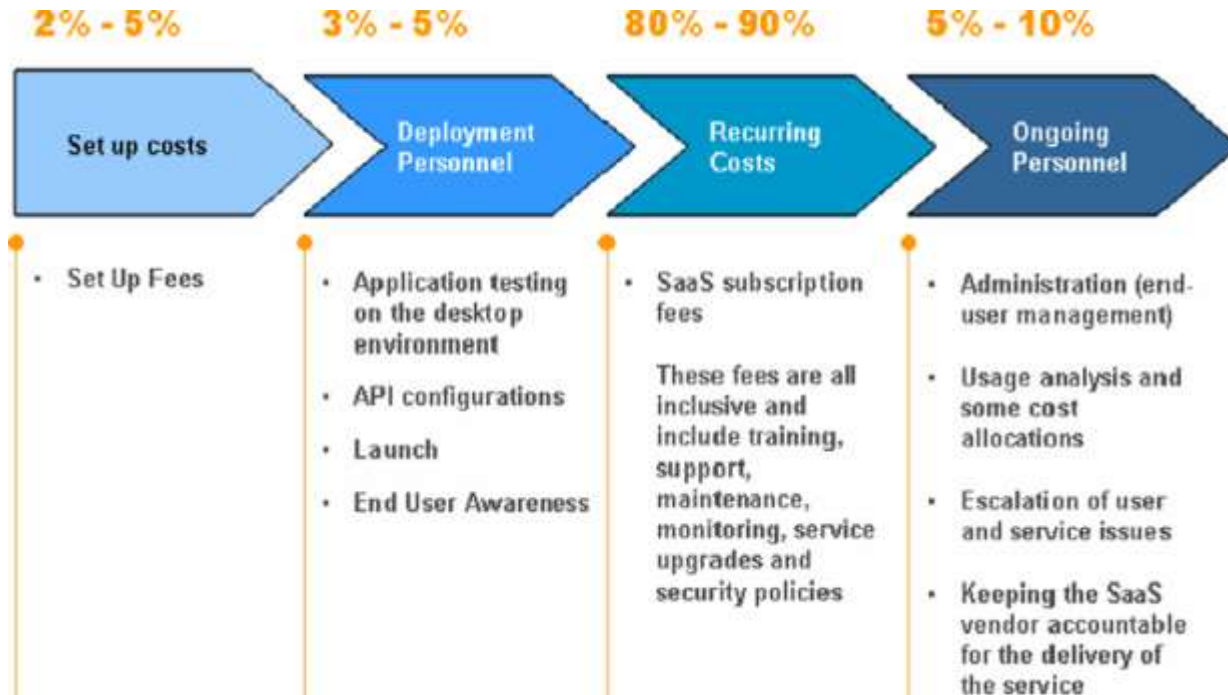 2% - 5%
3% - 5%
80% - 90%
5% - 10%
Set up costs
Deployment
Personnel
Recurring
Costs
Ongoing
Personnel
• Set Up Fees
• Application testing
on the desktop
environment
• API configurations
• Launch
• End User Awareness
• SaaS subscription
fees
These fees are all
inclusive and
include training,
support,
maintenance,
monitoring, service
upgrades and
security policies
• Administration (end-
user management)
• Usage analysis and
some cost
allocations
• Escalation of user
and service issues
• Keeping the SaaS
vendor accountable
for the delivery of
the service